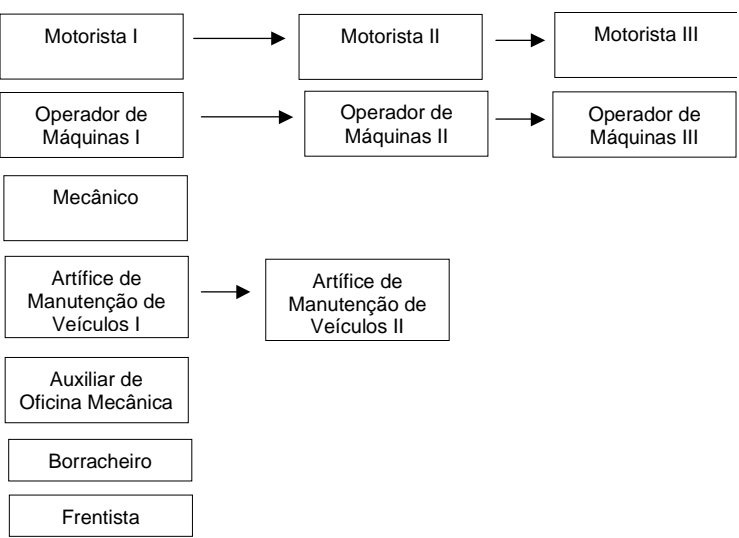 Motorista I
Motorista II
Motorista III
Operador de
Máquinas I
Operador de
Máquinas II
Operador de
Máquinas III
Mecânico
Artífice de
Manutenção de
Veículos I
Artífice de
Manutenção de
Veículos II
Auxiliar de
Oficina Mecânica
Borracheiro
Frentista